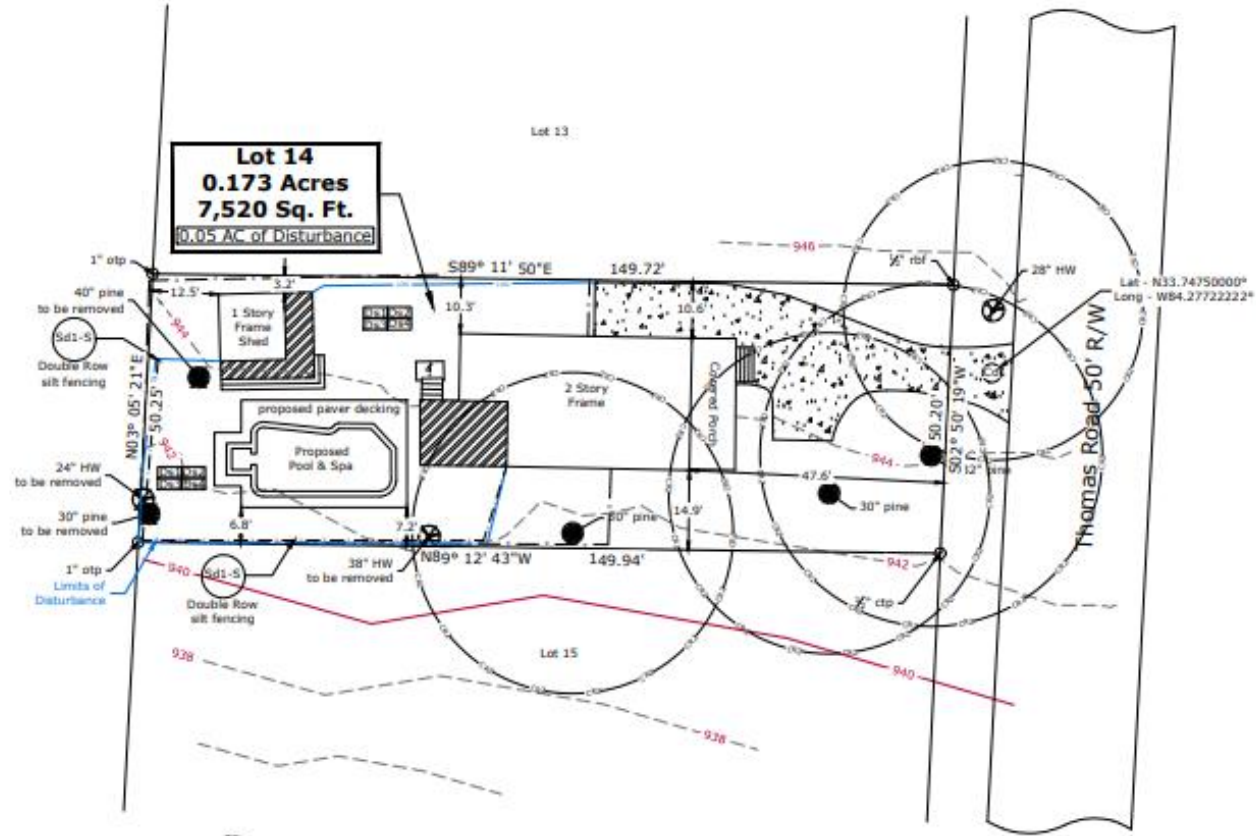 Lot 13
Lot 14
0.173 Acres
7,520 Sq. Ft.
0.05 AC of Disturbance
946
1" otp
S89° 11' 50"E
149.72'
½" rbf
28" HW
Lat - N33.74750000°
Long - W84.27722222°
40" pine
to be removed
12.5'
3.2'
10.3'
10.6'
944
1 Story
Frame
Shed
Sd1-S
Double Row
silt fencing
N03° 05' 21"E
50.25'
2 Story
Frame
Covered Porch
50.20'
S02° 50' 19"W
Thomas Road-50' R/W
proposed paver decking
942
Proposed
Pool & Spa
944
24" HW
to be removed
47.6'
30" pine
30" pine
to be removed
6.8'
7.2'
14.9'
1" otp
38" HW
to be removed
N89° 12' 43"W
149.94'
942
Limits of
Disturbance
940
Sd1-S
Double Row
silt fencing
ctp
Lot 15
938
940
938